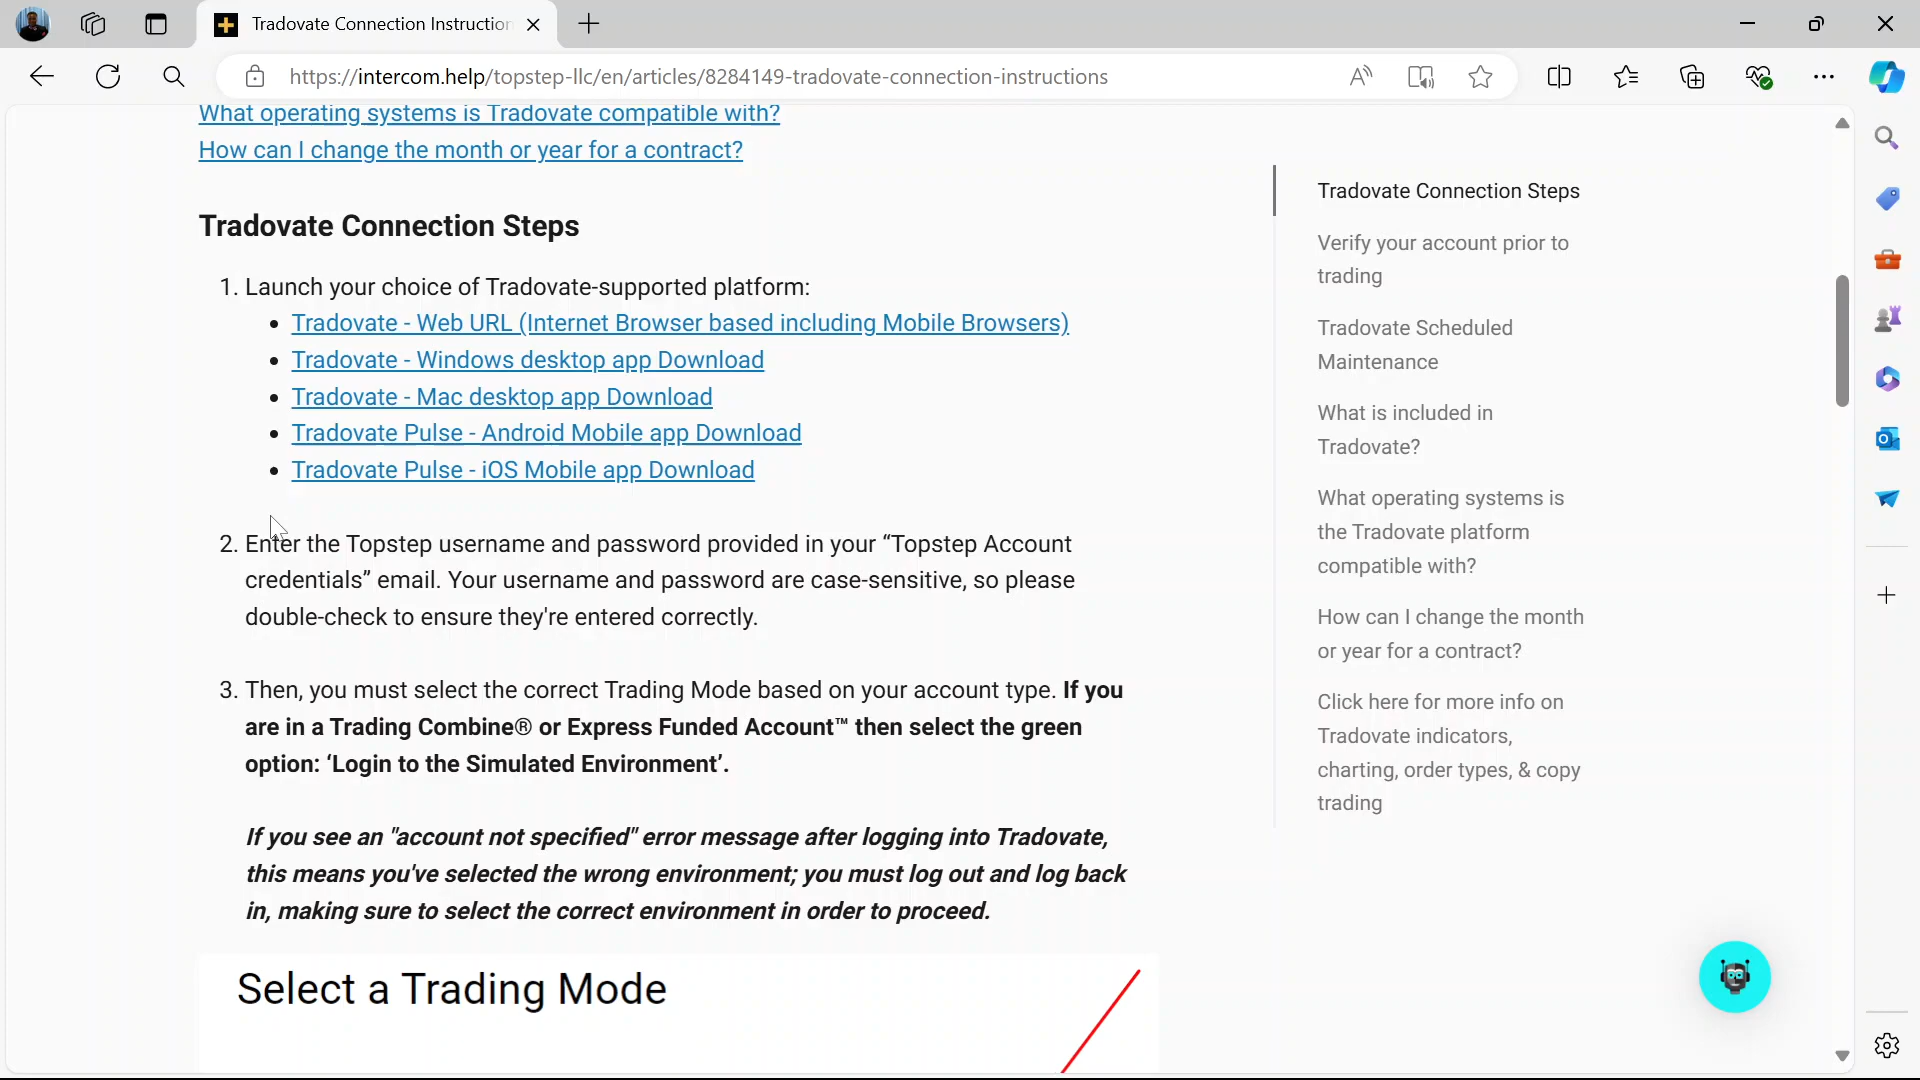 Tradovate Connection Instruction
https://intercom.help/topstep-llc/en/articles/8284149-tradovate-connection-instructions
What operating systems is Tradovate compatible with?
How can I change the month or year for a contract?
Tradovate Connection Steps
1. Launch your choice of Tradovate-supported platform:
• Tradovate - Web URL (Internet Browser based including Mobile Browsers)
• Tradovate - Windows desktop app Download
• Tradovate - Mac desktop app Download
• Tradovate Pulse - Android Mobile app Download
• Tradovate Pulse - iOS Mobile app Download
2. Enter the Topstep username and password provided in your “Topstep Account
credentials” email. Your username and password are case-sensitive, so please
double-check to ensure they're entered correctly.
3. Then, you must select the correct Trading Mode based on your account type. If you
are in a Trading Combine® or Express Funded Account™ then select the green
option: ‘Login to the Simulated Environment’.
If you see an "account not specified" error message after logging into Tradovate,
this means you've selected the wrong environment; you must log out and log back
in, making sure to select the correct environment in order to proceed.
Select a Trading Mode
Tradovate Connection Steps
Verify your account prior to
trading
Tradovate Scheduled
Maintenance
What is included in
Tradovate?
What operating systems is
the Tradovate platform
compatible with?
How can I change the month
or year for a contract?
Click here for more info on
Tradovate indicators,
charting, order types, & copy
trading